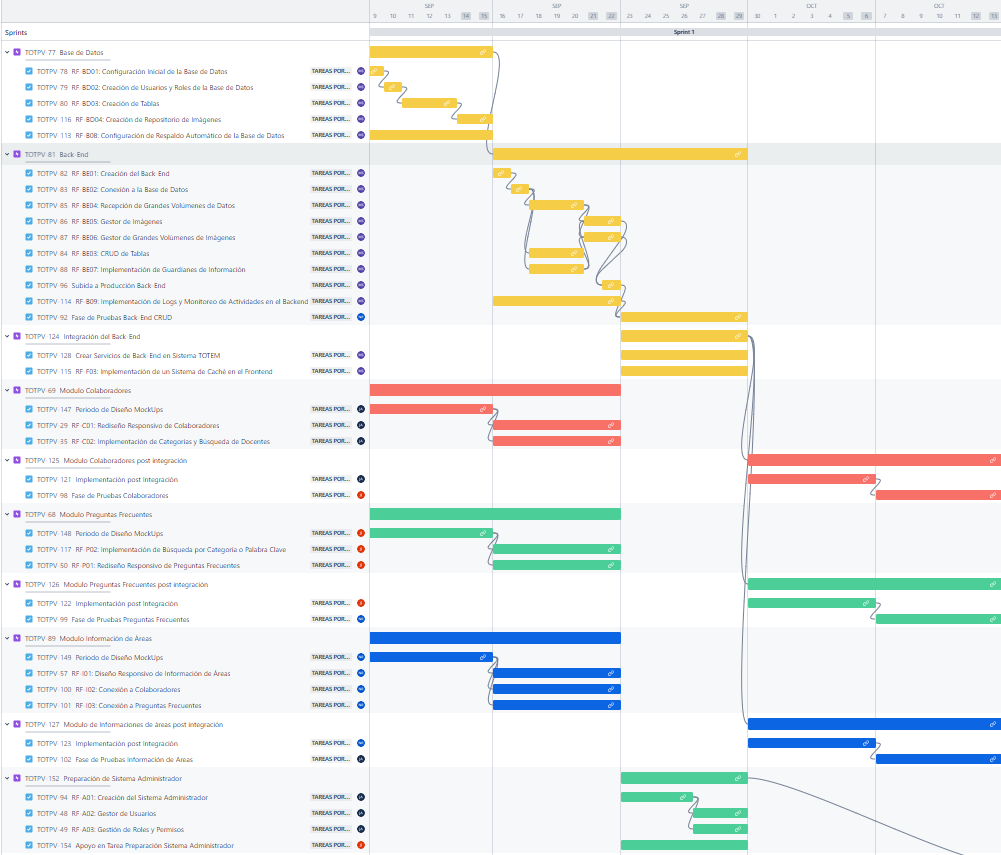 SEP SEP SEP OCT OCT
9 10 11 12 13 14 15 16 17 18 19 20 21 22 23 24 25 26 27 28 29 30 1 2 3 4 5 6 7 8 9 10 11 12 13
Sprints Sprint 1
TOTPV-77 Base de Datos
TOTPV-78 RF-BD01: Configuración Inicial de la Base de Datos TAREAS POR...
TOTPV-79 RF-BD02: Creación de Usuarios y Roles de la Base de Datos TAREAS POR...
TOTPV-80 RF-BD03: Creación de Tablas TAREAS POR...
TOTPV-116 RF BD04: Creación de Repositorio de Imágenes TAREAS POR...
TOTPV-113 RF B08: Configuración de Respaldo Automático de la Base de Datos TAREAS POR...
TOTPV-81 Back-End
TOTPV-82 RF-BE01: Creación del Back-End TAREAS POR...
TOTPV-83 RF-BE02: Conexión a la Base de Datos TAREAS POR...
TOTPV-85 RF-BE04: Recepción de Grandes Volúmenes de Datos TAREAS POR...
TOTPV-86 RF-BE05: Gestor de Imágenes TAREAS POR...
TOTPV-87 RF-BE06: Gestor de Grandes Volúmenes de Imágenes TAREAS POR...
TOTPV-84 RF-BE03: CRUD de Tablas TAREAS POR...
TOTPV-88 RF-BE07: Implementación de Guardianes de Información TAREAS POR...
TOTPV-96 Subida a Producción Back-End TAREAS POR...
TOTPV-114 RF-B09: Implementación de Logs y Monitoreo de Actividades en el Backend TAREAS POR...
TOTPV-92 Fase de Pruebas Back-End CRUD TAREAS POR...
TOTPV-124 Integración del Back-End
TOTPV-128 Crear Servicios de Back-End en Sistema TOTEM TAREAS POR...
TOTPV-115 RF-F03: Implementación de un Sistema de Caché en el Frontend TAREAS POR...
TOTPV-69 Modulo Colaboradores
TOTPV-147 Periodo de Diseño MockUps TAREAS POR...
TOTPV-29 RF-C01: Rediseño Responsivo de Colaboradores TAREAS POR...
TOTPV-35 RF-C02: Implementación de Categorias y Búsqueda de Docentes TAREAS POR...
TOTPV-125 Modulo Colaboradores post integración
TOTPV-121 Implementación post Integración TAREAS POR...
TOTPV-98 Fase de Pruebas Colaboradores TAREAS POR...
TOTPV-68 Modulo Preguntas Frecuentes
TOTPV-148 Periodo de Diseño MockUps TAREAS POR...
TOTPV-117 RF-P02: Implementación de Búsqueda por Categoria o Palabra Clave TAREAS POR...
TOTPV-50 RF-P01: Rediseño Responsivo de Preguntas Frecuentes TAREAS POR...
TOTPV-126 Modulo Preguntas Frecuentes post integración
TOTPV-122 Implementación post Integración TAREAS POR...
TOTPV-99 Fase de Pruebas Preguntas Frecuentes TAREAS POR...
TOTPV-89 Modulo Información de Áreas
TOTPV-149 Periodo de Diseño MockUps TAREAS POR...
TOTPV-57 RF-I01: Diseño Responsivo de Información de Áreas TAREAS POR...
TOTPV-100 RF-I02: Conexión a Colaboradores TAREAS POR...
TOTPV-101 RF-I03: Conexión a Preguntas Frecuentes TAREAS POR...
TOTPV-127 Modulo de Informaciones de áreas post integración
TOTPV-123 Implementación post Integración TAREAS POR...
TOTPV-102 Fase de Pruebas Información de Areas TAREAS POR...
TOTPV-152 Preparación de Sistema Administrador
TOTPV-94 RF-A01: Creación del Sistema Administrador TAREAS POR...
TOTPV-48 RF-A02: Gestor de Usuarios TAREAS POR...
TOTPV-49 RF-A03: Gestión de Roles y Permisos TAREAS POR...
TOTPV-154 Apoyo en Tarea Preparación Sistema Administrador TAREAS POR...